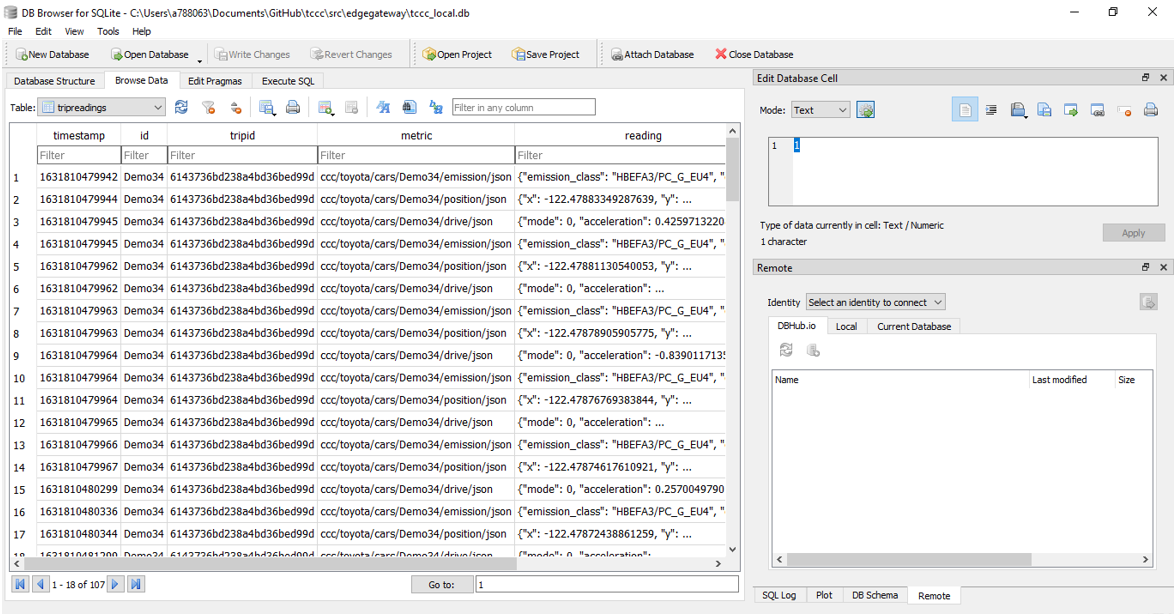 DB Browser for SQLite - C:\Users\a788063\Documents\GitHub\tccc\src\edgegateway\tccc_local.db
File Edit View Tools Help
New Database Open Database Write Changes Revert Changes Open Project Save Project Attach Database Close Database
Database Structure Browse Data Edit Pragmas Execute SQL
Table: tripreadings Filter in any column
timestamp id tripid metric reading
Filter Filter Filter Filter Filter
1 1631810479942 Demo34 6143736bd238a4bd36bed99d ccc/toyota/cars/Demo34/emission/json {"emission_class": "HBEFA3/PC_G_EU4", "
2 1631810479944 Demo34 6143736bd238a4bd36bed99d ccc/toyota/cars/Demo34/position/json {"x": -122.47883349287639, "y": ...
3 1631810479945 Demo34 6143736bd238a4bd36bed99d ccc/toyota/cars/Demo34/drive/json {"mode": 0, "acceleration": 0.4259713220
4 1631810479945 Demo34 6143736bd238a4bd36bed99d ccc/toyota/cars/Demo34/emission/json {"emission_class": "HBEFA3/PC_G_EU4", "
5 1631810479962 Demo34 6143736bd238a4bd36bed99d ccc/toyota/cars/Demo34/position/json {"x": -122.47881130540053, "y": ...
6 1631810479962 Demo34 6143736bd238a4bd36bed99d ccc/toyota/cars/Demo34/drive/json {"mode": 0, "acceleration": ...
7 1631810479963 Demo34 6143736bd238a4bd36bed99d ccc/toyota/cars/Demo34/emission/json {"emission_class": "HBEFA3/PC_G_EU4", "
8 1631810479963 Demo34 6143736bd238a4bd36bed99d ccc/toyota/cars/Demo34/position/json {"x": -122.47878905905775, "y": ...
9 1631810479964 Demo34 6143736bd238a4bd36bed99d ccc/toyota/cars/Demo34/drive/json {"mode": 0, "acceleration": -0.839011713
10 1631810479964 Demo34 6143736bd238a4bd36bed99d ccc/toyota/cars/Demo34/emission/json {"emission_class": "HBEFA3/PC_G_EU4", "
11 1631810479964 Demo34 6143736bd238a4bd36bed99d ccc/toyota/cars/Demo34/position/json {"x": -122.47876769383844, "y": ...
12 1631810479965 Demo34 6143736bd238a4bd36bed99d ccc/toyota/cars/Demo34/drive/json {"mode": 0, "acceleration": ...
13 1631810479966 Demo34 6143736bd238a4bd36bed99d ccc/toyota/cars/Demo34/emission/json {"emission_class": "HBEFA3/PC_G_EU4", "
14 1631810479967 Demo34 6143736bd238a4bd36bed99d ccc/toyota/cars/Demo34/position/json {"x": -122.47874617610921, "y": ...
15 1631810480299 Demo34 6143736bd238a4bd36bed99d ccc/toyota/cars/Demo34/drive/json {"mode": 0, "acceleration": 0.2570049790
16 1631810480336 Demo34 6143736bd238a4bd36bed99d ccc/toyota/cars/Demo34/emission/json {"emission_class": "HBEFA3/PC_G_EU4", "
17 1631810480344 Demo34 6143736bd238a4bd36bed99d ccc/toyota/cars/Demo34/position/json {"x": -122.47872438861259, "y": ...
18 1631810481299 Demo34 6143736bd238a4bd36bed99d ccc/toyota/cars/Demo34/drive/json {"mode": 0, "acceleration":
1 - 18 of 107 Go to: 1
Edit Database Cell
Mode: Text
1 1
Type of data currently in cell: Text / Numeric
1 character
Apply
Remote
Identity Select an identity to connect
DBHub.io Local Current Database
Name Last modified Size
SQL Log Plot DB Schema Remote